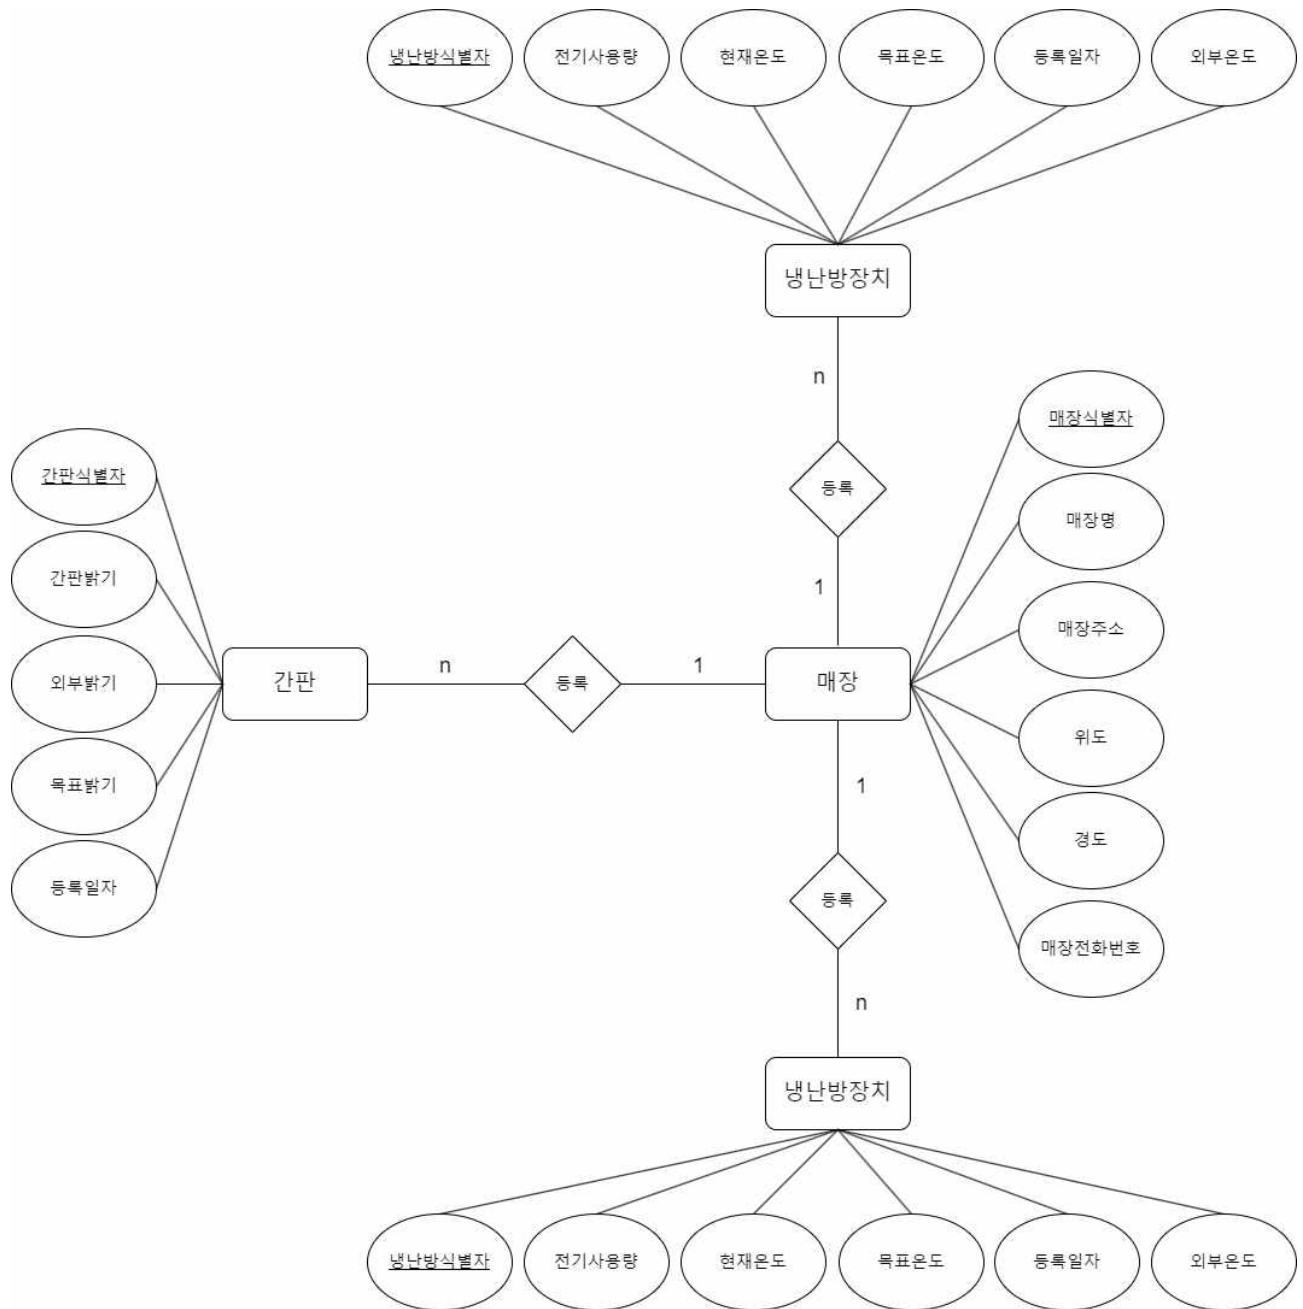 냉난방식별자
전기사용량
현재온도
목표온도
등록일자
외부온도
냉난방장치
n
등록
1
매장식별자
매장명
매장주소
위도
경도
매장전화번호
간판식별자
간판밝기
외부밝기
목표밝기
등록일자
간판
n
등록
1
매장
1
등록
n
냉난방장치
냉난방식별자
전기사용량
현재온도
목표온도
등록일자
외부온도